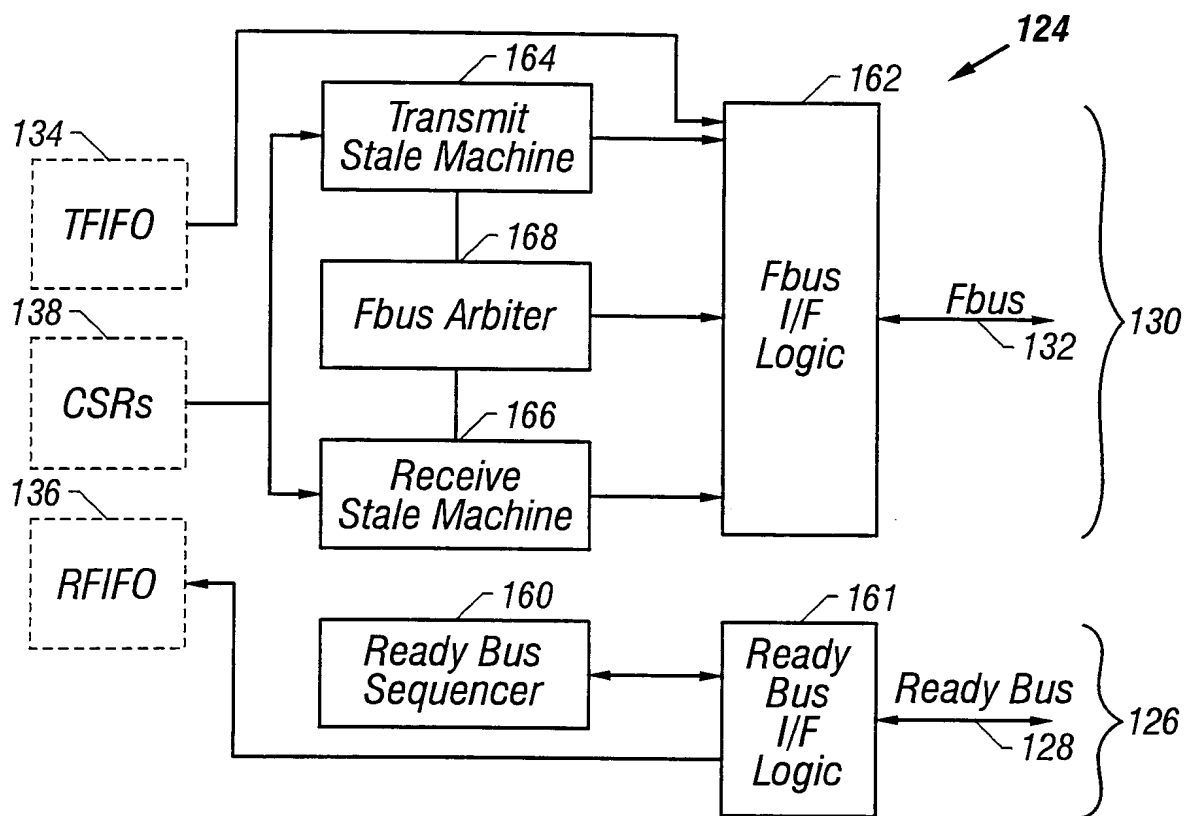 124
164
162
Transmit
Stale Machine
134
TFIFO
168
Fbus Arbiter
Fbus
I/F
Logic
Fbus
132
130
138
CSRs
166
Receive
Stale Machine
136
RFIFO
160
Ready Bus
Sequencer
161
Ready
Bus
I/F
Logic
Ready Bus
128
126